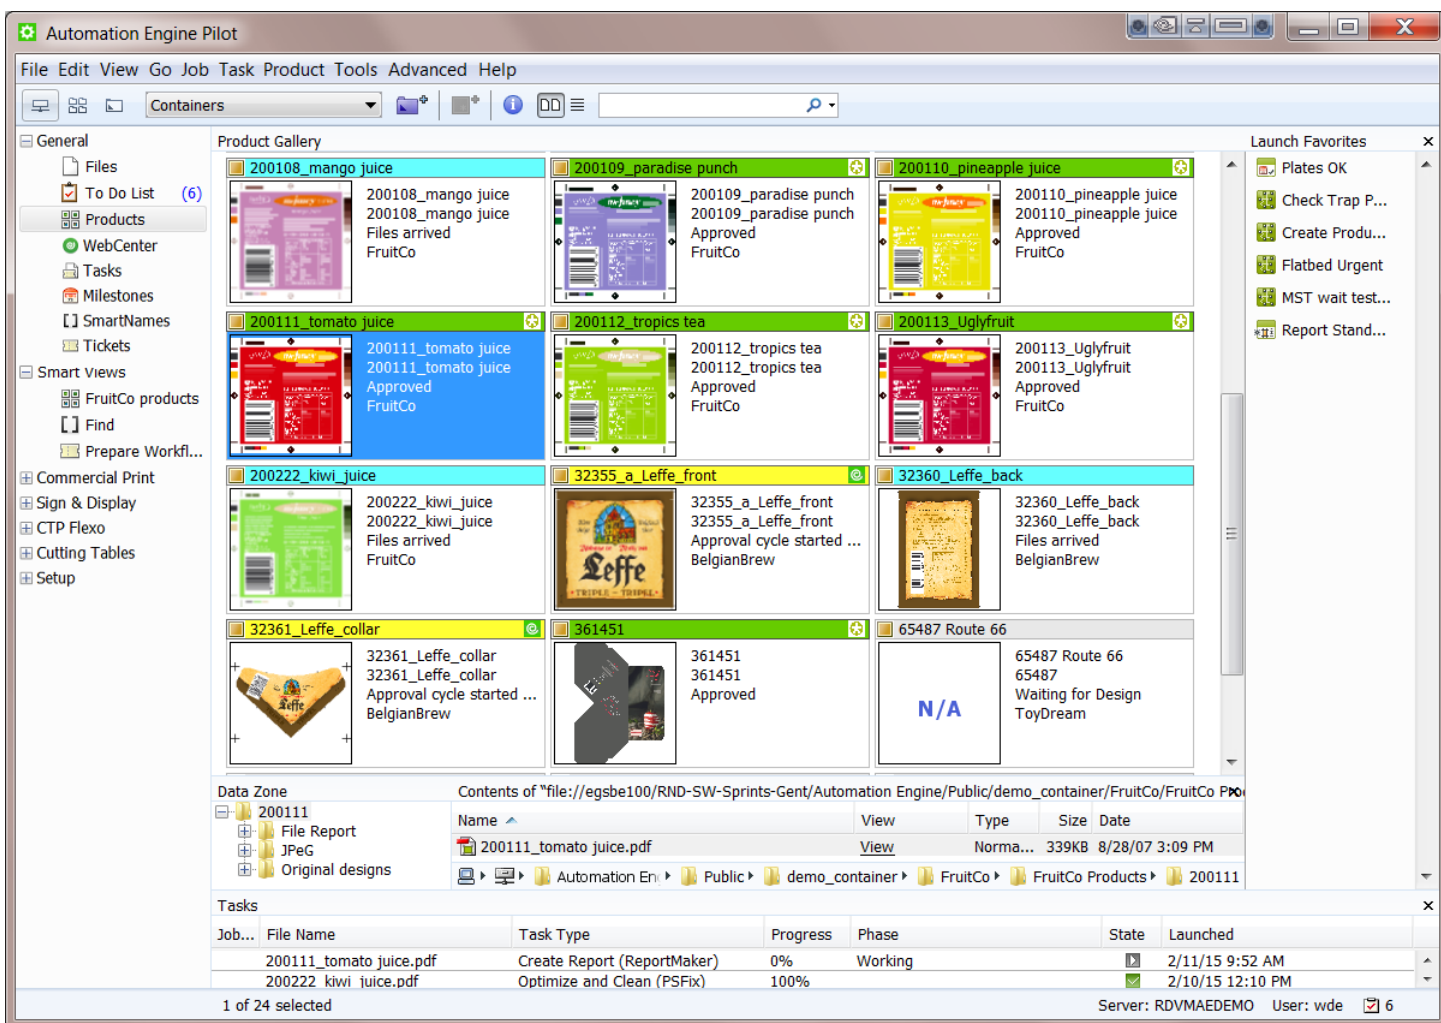 Automation Engine Pilot
File Edit View Go Job Task Product Tools Advanced Help
Containers
General
Files
To Do List (6)
Products
WebCenter
Tasks
Milestones
SmartNames
Tickets
Smart Views
FruitCo products
Find
Prepare Workfl...
Commercial Print
Sign & Display
CTP Flexo
Cutting Tables
Setup
Product Gallery
200108_mango juice
200108_mango juice
200108_mango juice
Files arrived
FruitCo
200109_paradise punch
200109_paradise punch
200109_paradise punch
Approved
FruitCo
200110_pineapple juice
200110_pineapple juice
200110_pineapple juice
Approved
FruitCo
200111_tomato juice
200111_tomato juice
200111_tomato juice
Approved
FruitCo
200112_tropics tea
200112_tropics tea
200112_tropics tea
Approved
FruitCo
200113_Uglyfruit
200113_Uglyfruit
200113_Uglyfruit
Approved
FruitCo
200222_kiwi_juice
200222_kiwi_juice
200222_kiwi_juice
Files arrived
FruitCo
32355_a_Leffe_front
Leffe
TRIPLE - TRIPEL
32355_a_Leffe_front
32355_a_Leffe_front
Approval cycle started ...
BelgianBrew
32360_Leffe_back
32360_Leffe_back
32360_Leffe_back
Files arrived
BelgianBrew
32361_Leffe_collar
Leffe
32361_Leffe_collar
32361_Leffe_collar
Approval cycle started ...
BelgianBrew
361451
361451
361451
Approved
65487 Route 66
N/A
65487 Route 66
65487
Waiting for Design
ToyDream
Launch Favorites
Plates OK
Check Trap P...
Create Produ...
Flatbed Urgent
MST wait test...
Report Stand...
Data Zone
200111
File Report
JPeG
Original designs
Contents of "file://egsbe100/RND-SW-Sprints-Gent/Automation Engine/Public/demo_container/FruitCo/FruitCo
Name View Type Size Date
200111_tomato juice.pdf View Norma... 339KB 8/28/07 3:09 PM
Automation En Public demo_container FruitCo FruitCo Products 200111
Tasks
Job... File Name Task Type Progress Phase State Launched
200111_tomato juice.pdf Create Report (ReportMaker) 0% Working 2/11/15 9:52 AM
200222_kiwi_juice.pdf Optimize and Clean (PSFix) 100% 2/10/15 12:10 PM
1 of 24 selected Server: RDVMAEDEMO User: wde 6